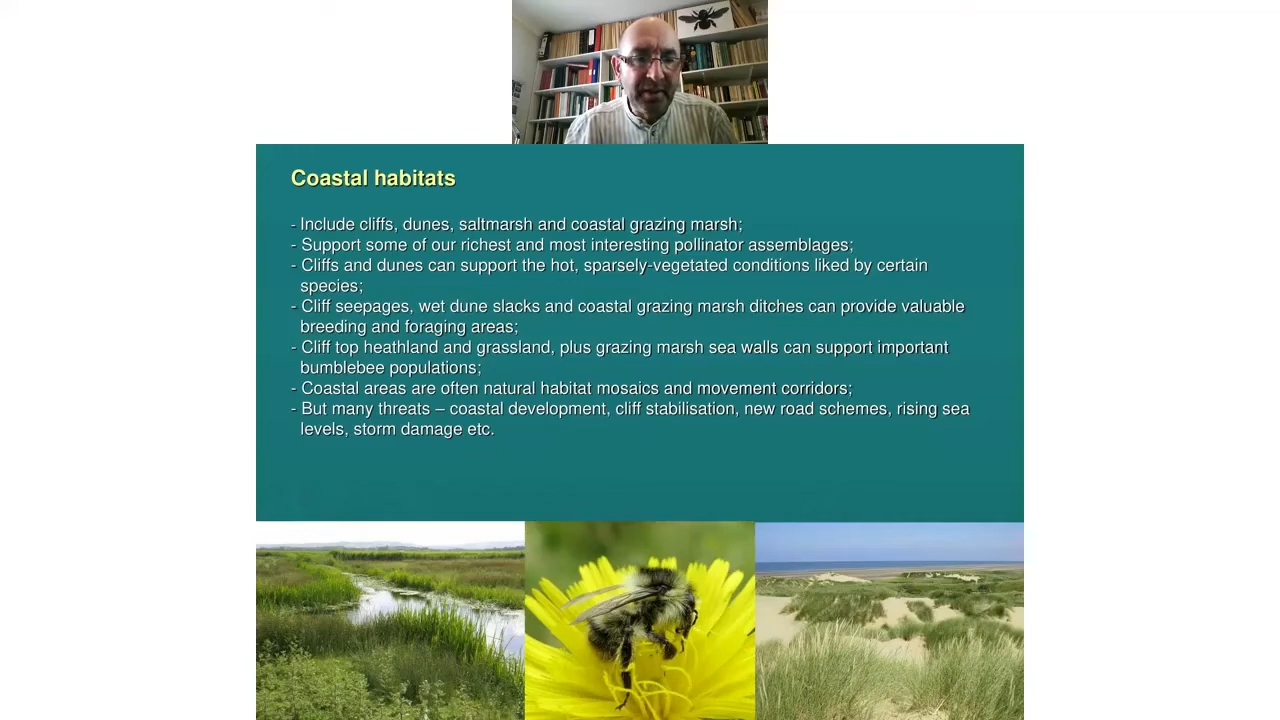 Coastal habitats
- Include cliffs, dunes, saltmarsh and coastal grazing marsh;
- Support some of our richest and most interesting pollinator assemblages;
- Cliffs and dunes can support the hot, sparsely-vegetated conditions liked by certain
species;
- Cliff seepages, wet dune slacks and coastal grazing marsh ditches can provide valuable
breeding and foraging areas;
- Cliff top heathland and grassland, plus grazing marsh sea walls can support important
bumblebee populations;
- Coastal areas are often natural habitat mosaics and movement corridors;
- But many threats – coastal development, cliff stabilisation, new road schemes, rising sea
levels, storm damage etc.